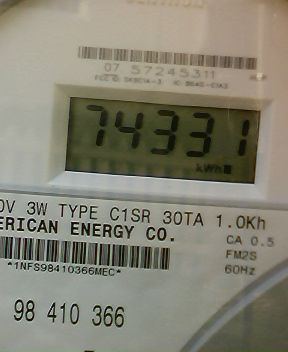 07 57245311
74331
kWh
0V 3W TYPE C1SR 30TA 1.0Kh
ERICAN ENERGY CO.
CA 0.5
FM2S
60Hz
*1NFS98410366MEC*
98 410 366